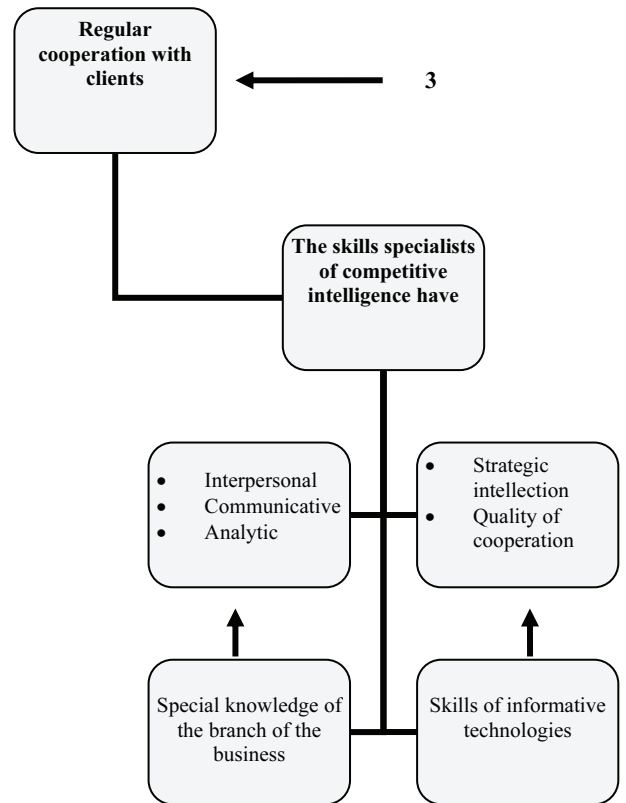 Regular
cooperation with
clients
3
The skills specialists
of competitive
intelligence have
• Interpersonal
• Communicative
• Analytic
• Strategic
intellection
• Quality of
cooperation
Special knowledge of
the branch of the
business
Skills of informative
technologies